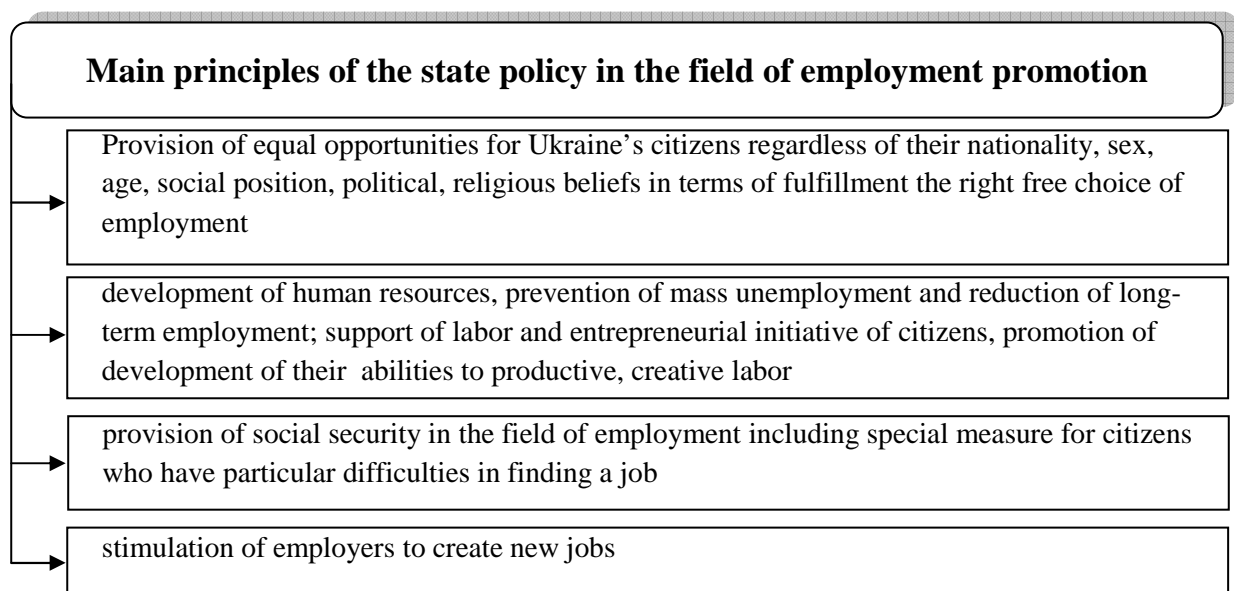 Main principles of the state policy in the field of employment promotion
Provision of equal opportunities for Ukraine’s citizens regardless of their nationality, sex,
age, social position, political, religious beliefs in terms of fulfillment the right free choice of
employment
development of human resources, prevention of mass unemployment and reduction of long-
term employment; support of labor and entrepreneurial initiative of citizens, promotion of
development of their abilities to productive, creative labor
provision of social security in the field of employment including special measure for citizens
who have particular difficulties in finding a job
stimulation of employers to create new jobs